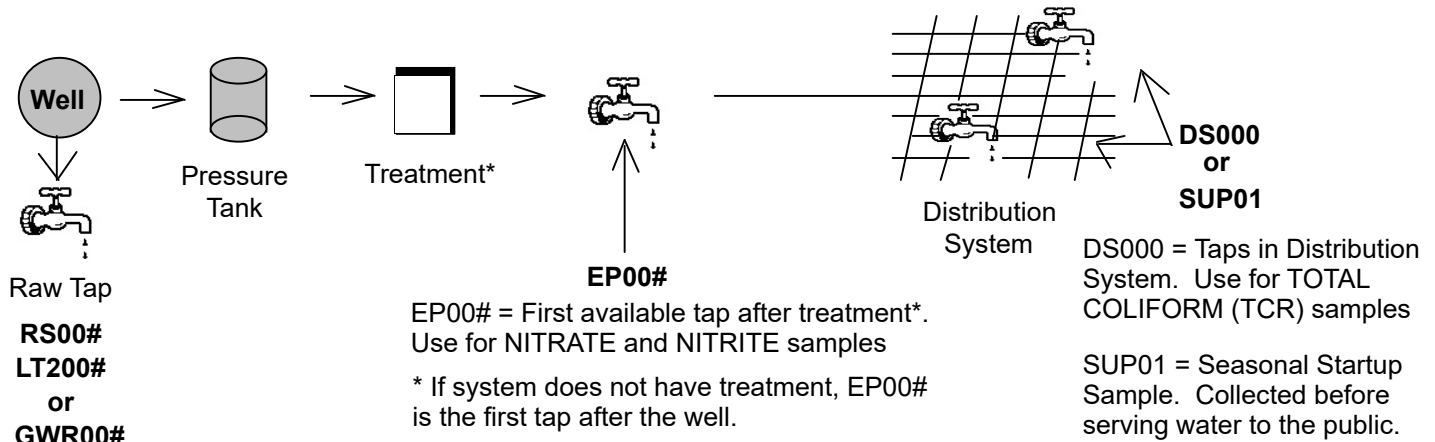 Well
Pressure
Tank
Treatment*
Raw Tap
RS00#
LT200#
or
GWR00#
EP00#
EP00# = First available tap after treatment*.
Use for NITRATE and NITRITE samples
* If system does not have treatment, EP00#
is the first tap after the well.
Distribution
System
DS000
or
SUP01
DS000 = Taps in Distribution
System. Use for TOTAL
COLIFORM (TCR) samples
SUP01 = Seasonal Startup
Sample. Collected before
serving water to the public.